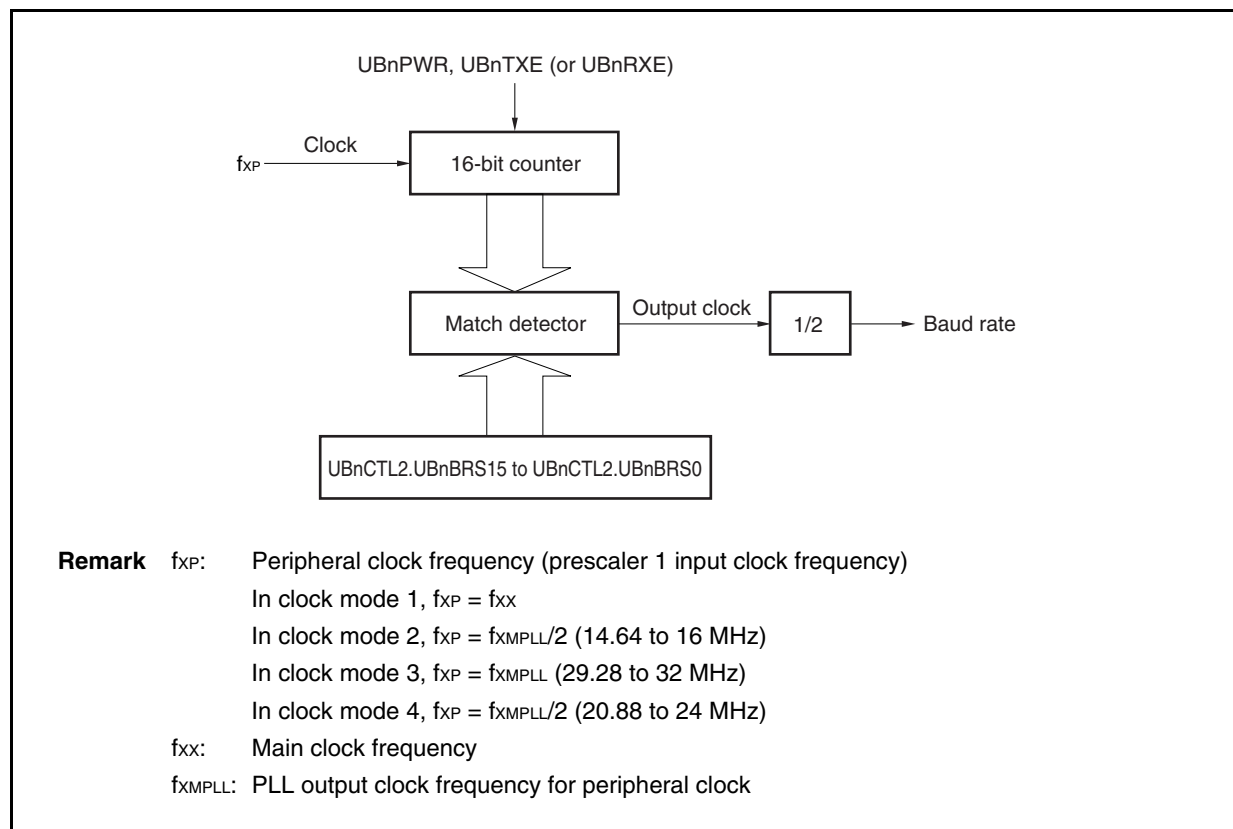 UBnPWR, UBnTXE (or UBnRXE)
Clock
fXP
16-bit counter
Match detector
Output clock
1/2
Baud rate
UBnCTL2.UBnBRS15 to UBnCTL2.UBnBRS0
Remark fXP: Peripheral clock frequency (prescaler 1 input clock frequency)
In clock mode 1, fXP = fXX
In clock mode 2, fXP = fXMPLL/2 (14.64 to 16 MHz)
In clock mode 3, fXP = fXMPLL (29.28 to 32 MHz)
In clock mode 4, fXP = fXMPLL/2 (20.88 to 24 MHz)
fXX: Main clock frequency
fXMPLL: PLL output clock frequency for peripheral clock